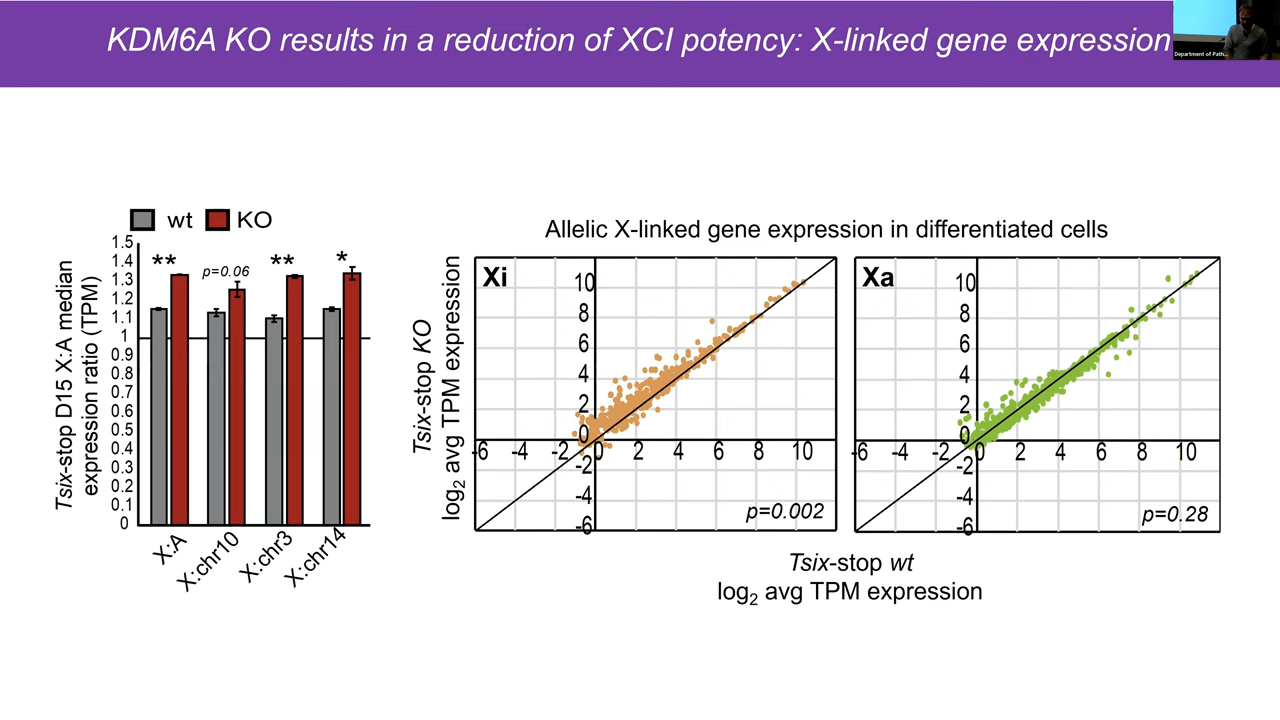 KDM6A KO results in a reduction of XCI potency: X-linked gene expression
Department of Path...
wt KO
Tsix-stop D15 X:A median
expression ratio (TPM)
1.5
1.4
1.3
1.2
1.1
1
0.9
0.8
0.7
0.6
0.5
0.4
0.3
0.2
0.1
0
**
p=0.06
**
*
X:A
X:chr10
X:chr3
X:chr14
Allelic X-linked gene expression in differentiated cells
Tsix-stop KO
log2 avg TPM expression
Xi
10
8
6
4
2
0
-6 -4 -2 0 2 4 6 8 10
-2
-4
-6
p=0.002
Xa
10
8
6
4
2
0
-6 -4 -2 0 2 4 6 8 10
-2
-4
-6
p=0.28
Tsix-stop wt
log2 avg TPM expression